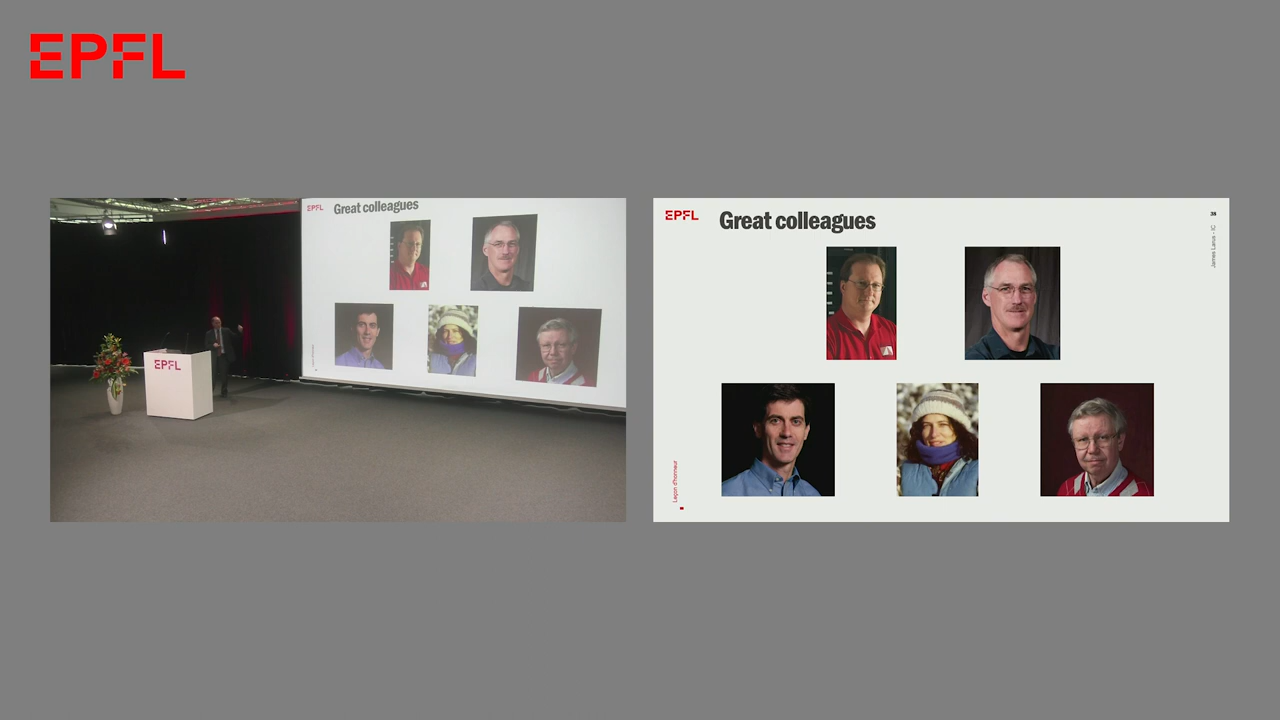 EPFL
EPFL
Great colleagues
EPFL
EPFL
Great colleagues
38
James Larus - IC
Leçon d'honneur